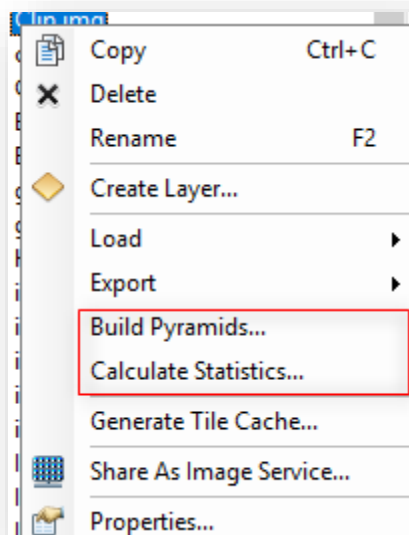 Clip.img
Copy Ctrl+C
Delete
Rename F2
Create Layer...
Load
Export
Build Pyramids...
Calculate Statistics...
Generate Tile Cache...
Share As Image Service...
Properties...